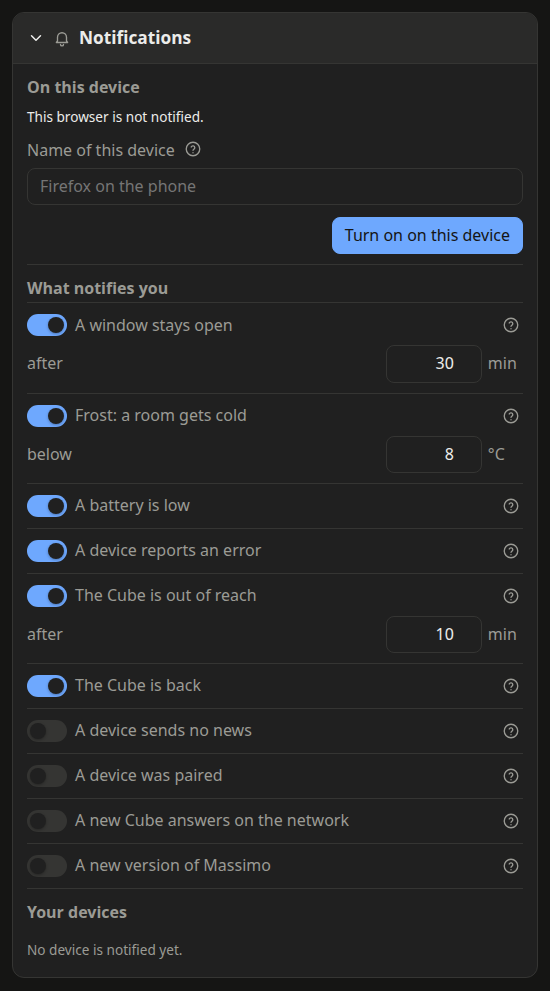 Notifications
On this device
This browser is not notified.
Name of this device
Firefox on the phone
Turn on on this device
What notifies you
A window stays open
after 30 min
Frost: a room gets cold
below 8 °C
A battery is low
A device reports an error
The Cube is out of reach
after 10 min
The Cube is back
A device sends no news
A device was paired
A new Cube answers on the network
A new version of Massimo
Your devices
No device is notified yet.